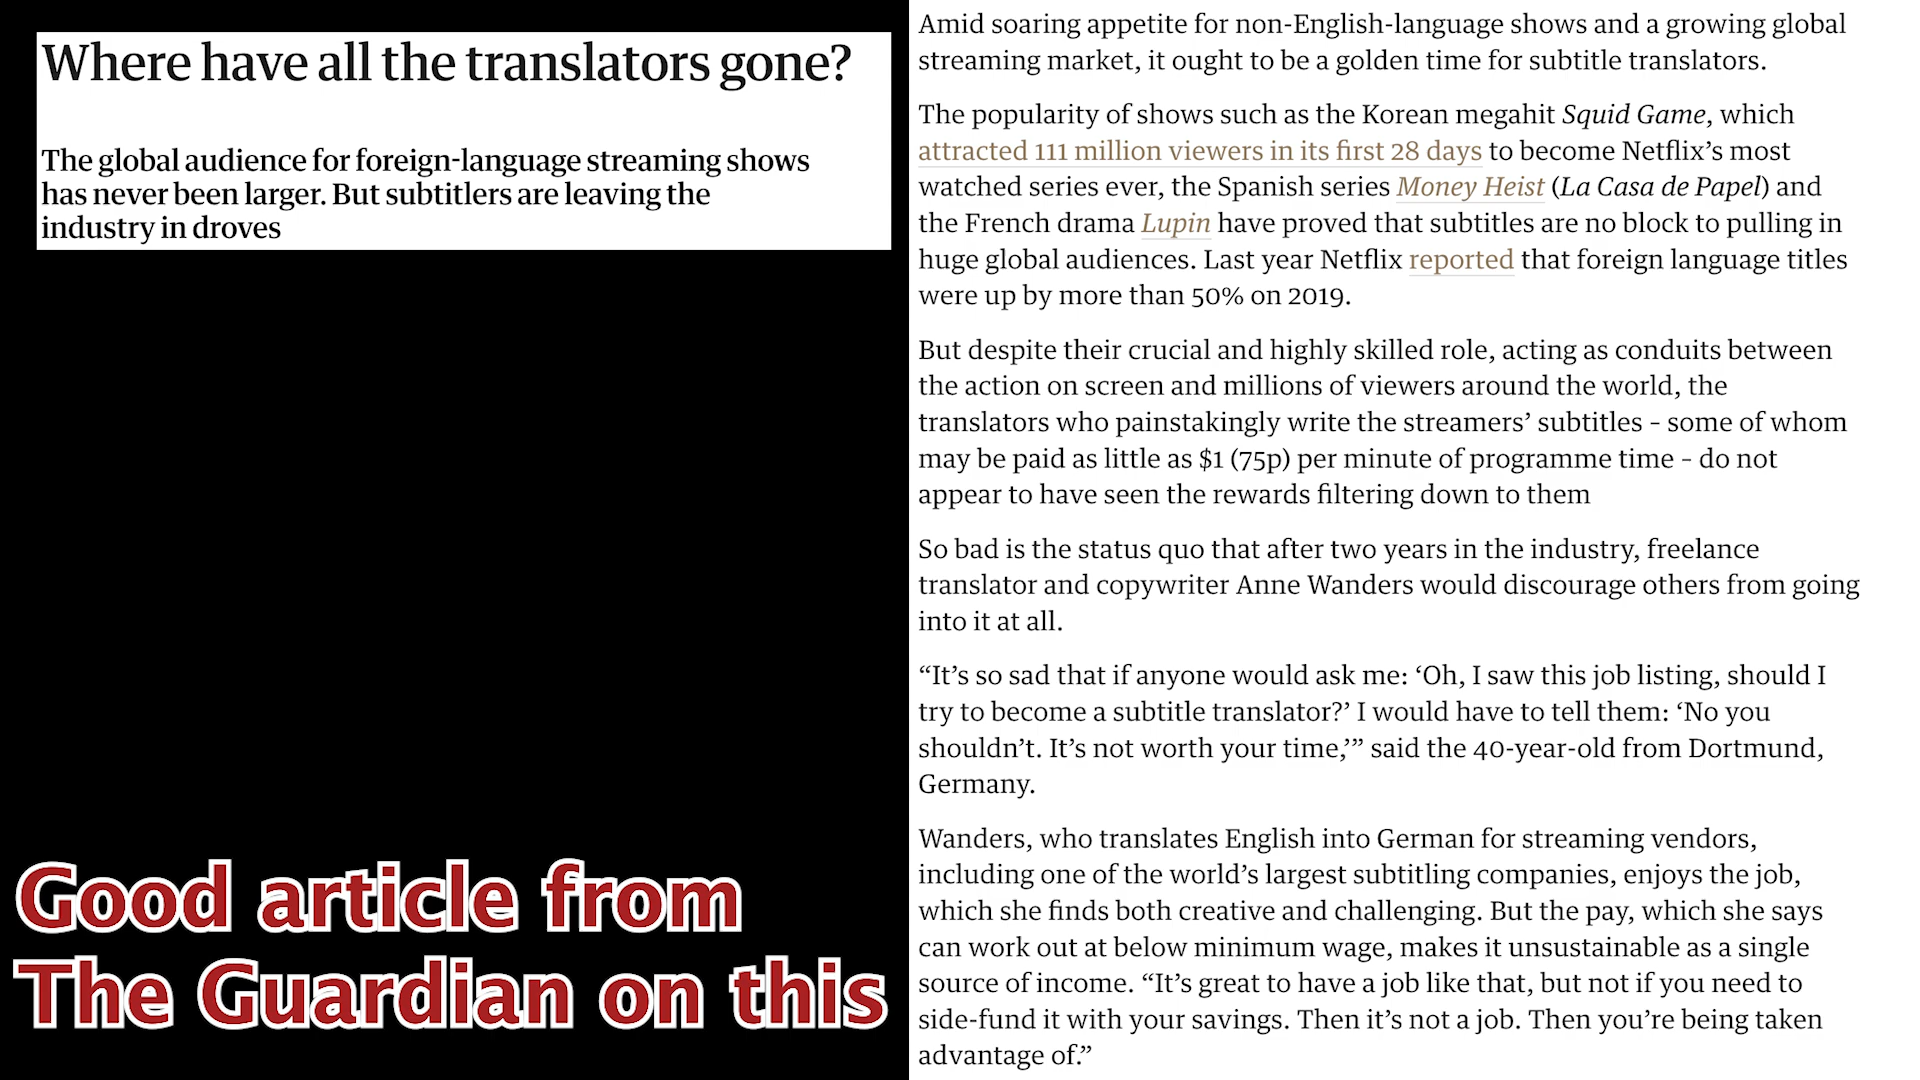 Where have all the translators gone?
The global audience for foreign-language streaming shows
has never been larger. But subtitlers are leaving the
industry in droves
Good article from
The Guardian on this
Amid soaring appetite for non-English-language shows and a growing global
streaming market, it ought to be a golden time for subtitle translators.
The popularity of shows such as the Korean megahit Squid Game, which
attracted 111 million viewers in its first 28 days to become Netflix’s most
watched series ever, the Spanish series Money Heist (La Casa de Papel) and
the French drama Lupin have proved that subtitles are no block to pulling in
huge global audiences. Last year Netflix reported that foreign language titles
were up by more than 50% on 2019.
But despite their crucial and highly skilled role, acting as conduits between
the action on screen and millions of viewers around the world, the
translators who painstakingly write the streamers’ subtitles – some of whom
may be paid as little as $1 (75p) per minute of programme time – do not
appear to have seen the rewards filtering down to them
So bad is the status quo that after two years in the industry, freelance
translator and copywriter Anne Wanders would discourage others from going
into it at all.
“It’s so sad that if anyone would ask me: ‘Oh, I saw this job listing, should I
try to become a subtitle translator?’ I would have to tell them: ‘No you
shouldn’t. It’s not worth your time,’” said the 40-year-old from Dortmund,
Germany.
Wanders, who translates English into German for streaming vendors,
including one of the world’s largest subtitling companies, enjoys the job,
which she finds both creative and challenging. But the pay, which she says
can work out at below minimum wage, makes it unsustainable as a single
source of income. “It’s great to have a job like that, but not if you need to
side-fund it with your savings. Then it’s not a job. Then you’re being taken
advantage of.”